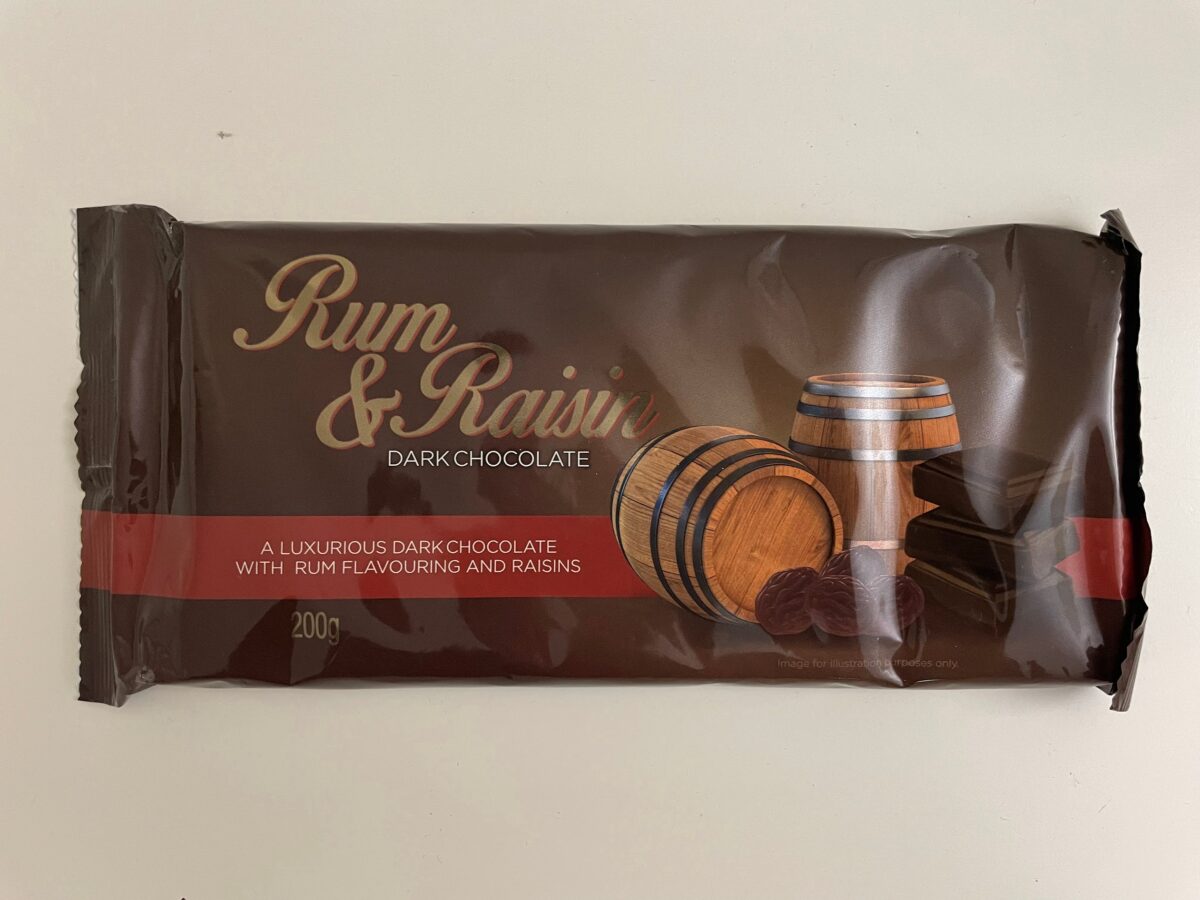 Rum
& Raisin
DARK CHOCOLATE
A LUXURIOUS DARK CHOCOLATE
WITH RUM FLAVOURING AND RAISINS
200g
Image for illustration purposes only.